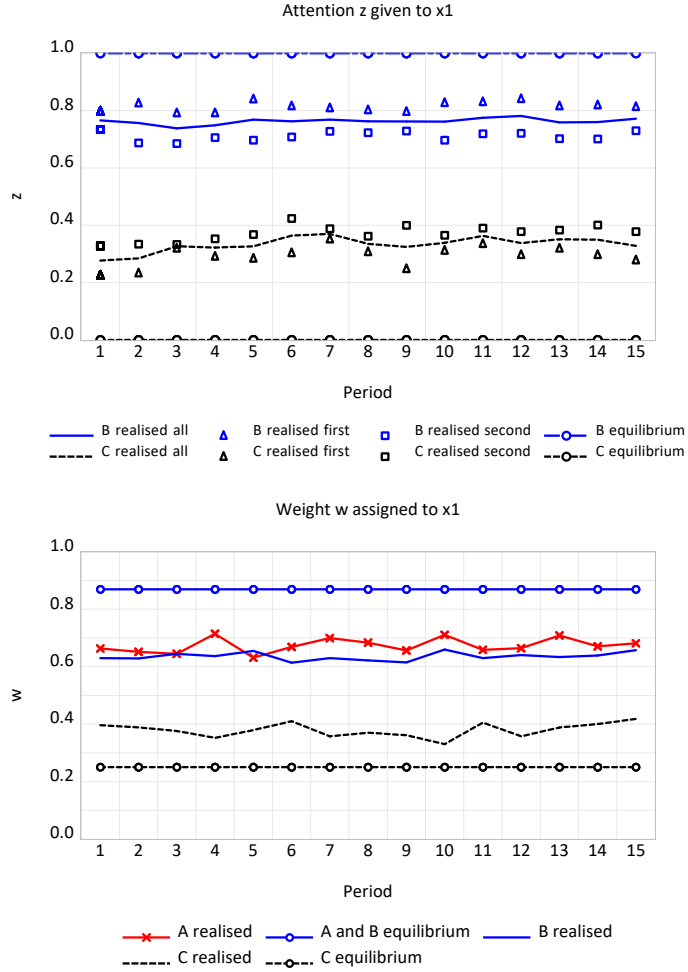 Attention z given to x1
1.0
0.8
0.6
0.4
0.2
0.0
z
1 2 3 4 5 6 7 8 9 10 11 12 13 14 15
Period
B realised all B realised first B realised second B equilibrium
C realised all C realised first C realised second C equilibrium
Weight w assigned to x1
1.0
0.8
0.6
0.4
0.2
0.0
w
1 2 3 4 5 6 7 8 9 10 11 12 13 14 15
Period
A realised A and B equilibrium B realised
C realised C equilibrium